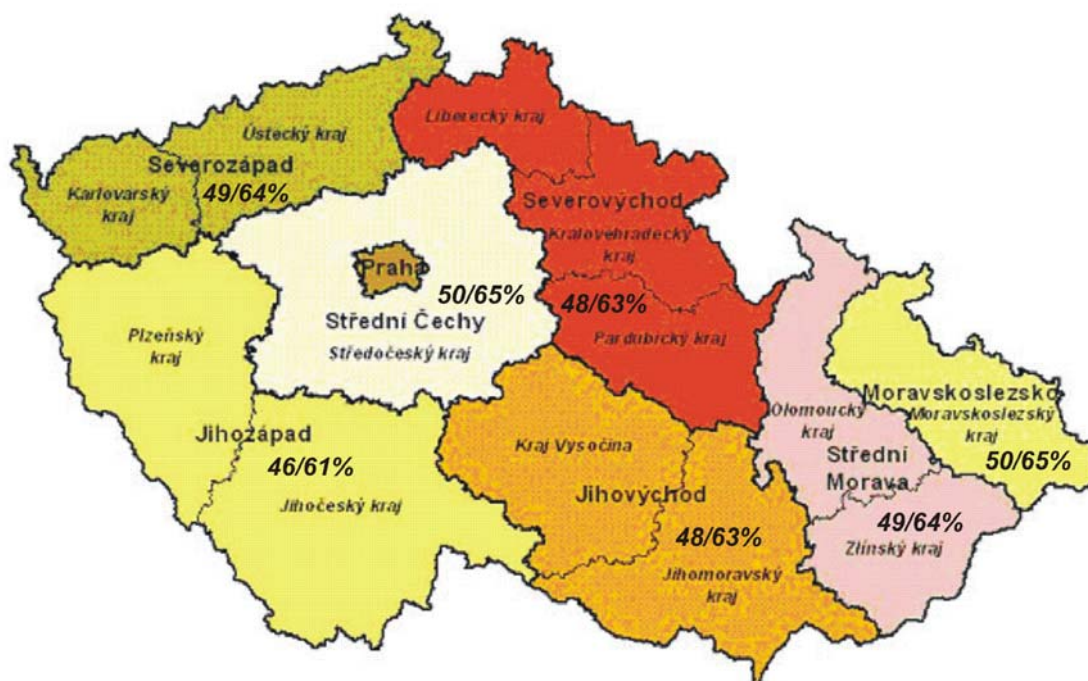 Ústecký kraj
Severozápad
Karlovarský
kraj
49/64%
Liberecký kraj
Severovýchod
Kralovehradecký
kraj
48/63%
Pardubický kraj
Praha
50/65%
Střední Čechy
Středočeský kraj
Plzeňský
kraj
Jihozápad
46/61%
Jihočeský kraj
Kraj Vysočina
Jihovýchod
48/63%
Jihomoravský
kraj
Olomoucký
kraj
Střední
Morava
49/64%
Zlínský kraj
Moravskoslezsko
Moravskoslezský
kraj
50/65%